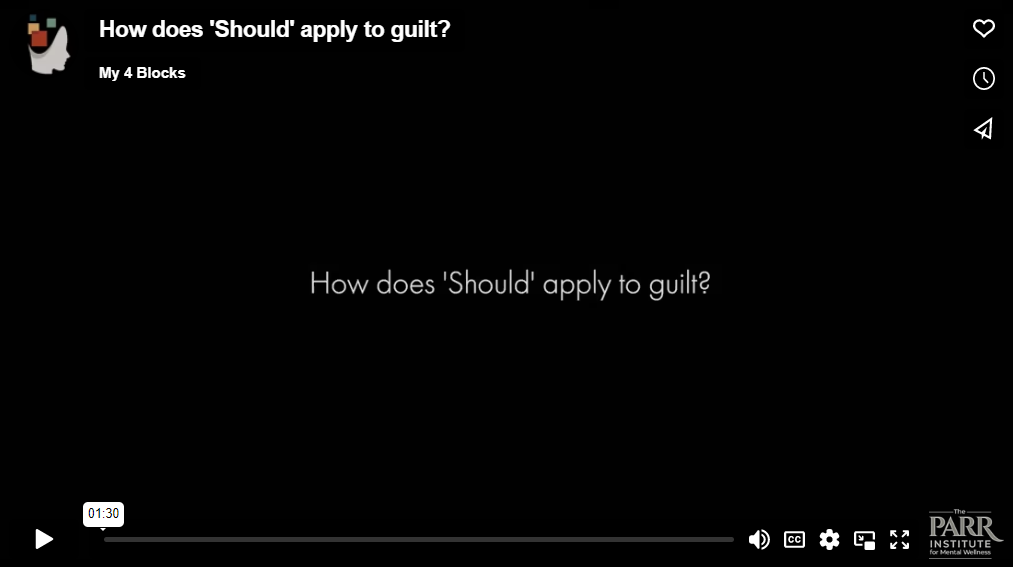 How does 'Should' apply to guilt?
My 4 Blocks
How does 'Should' apply to guilt?
01:30
CC
The
PARR
INSTITUTE
for Mental Wellness